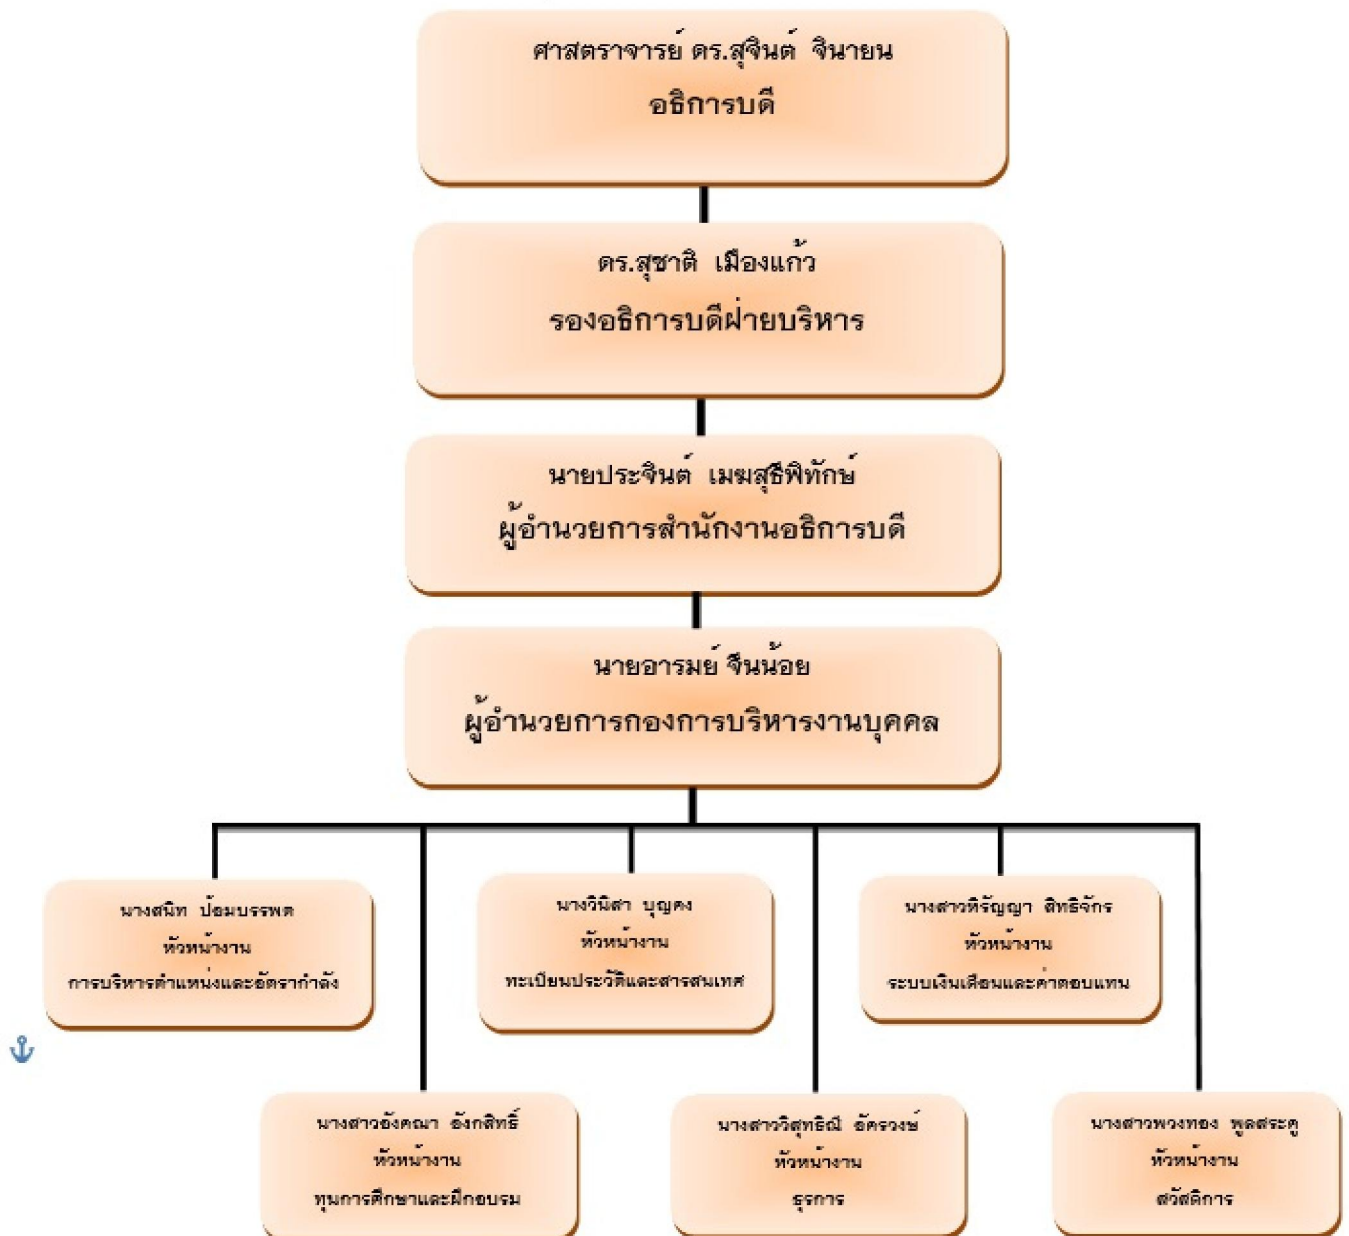 ศาสตราจารย์ ดร.สุจินต์ จินายน
อธิการบดี
ดร.สุชาติ เมืองแก้ว
รองอธิการบดีฝ่ายบริหาร
นายประจินต์ เมฆสุธีพิทักษ์
ผู้อำนวยการสำนักงานอธิการบดี
นายอารมย์ จีนน้อย
ผู้อำนวยการกองการบริหารงานบุคคล
นางสนิท ป้อมบรรพต
หัวหน้างาน
การบริหารตำแหน่งและอัตรากำลัง
นางวินิสา บุญคง
หัวหน้างาน
ทะเบียนประวัติและสารสนเทศ
นางสาวหิรัญญา สิทธิจักร
หัวหน้างาน
ระบบเงินเดือนและค่าตอบแทน
นางสาวอังคณา อังกสิทธิ์
หัวหน้างาน
ทุนการศึกษาและฝึกอบรม
นางสาววิสุทธิณี อัครวงษ์
หัวหน้างาน
ธุรการ
นางสาวพวงทอง พูลสระคู
หัวหน้างาน
สวัสดิการ